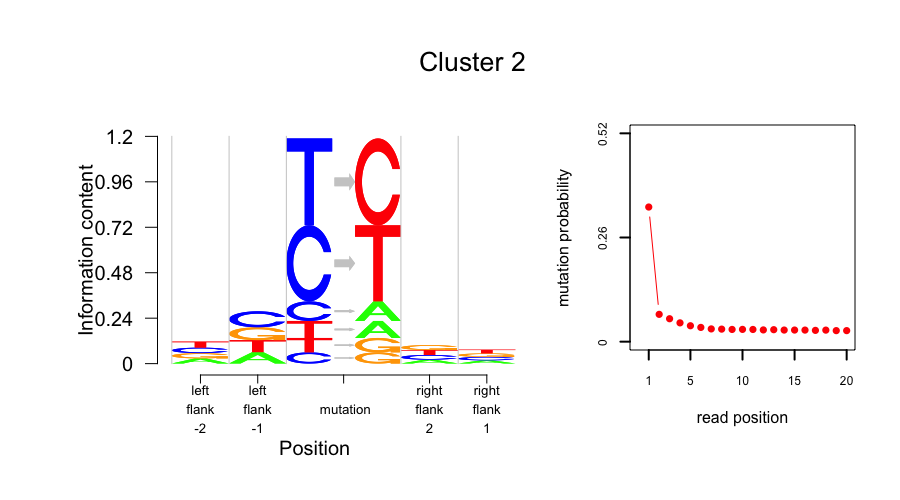 Cluster 2
Information content
1.2
0.96
0.72
0.48
0.24
0
T C
C T
C A
T A
T G
C G
T
C
G
A
C
G
T
A
G
T
C
A
T
G
C
A
left flank -2
left flank -1
mutation
right flank 2
right flank 1
Position
mutation probability
0.52
0.26
0
1 5 10 15 20
read position